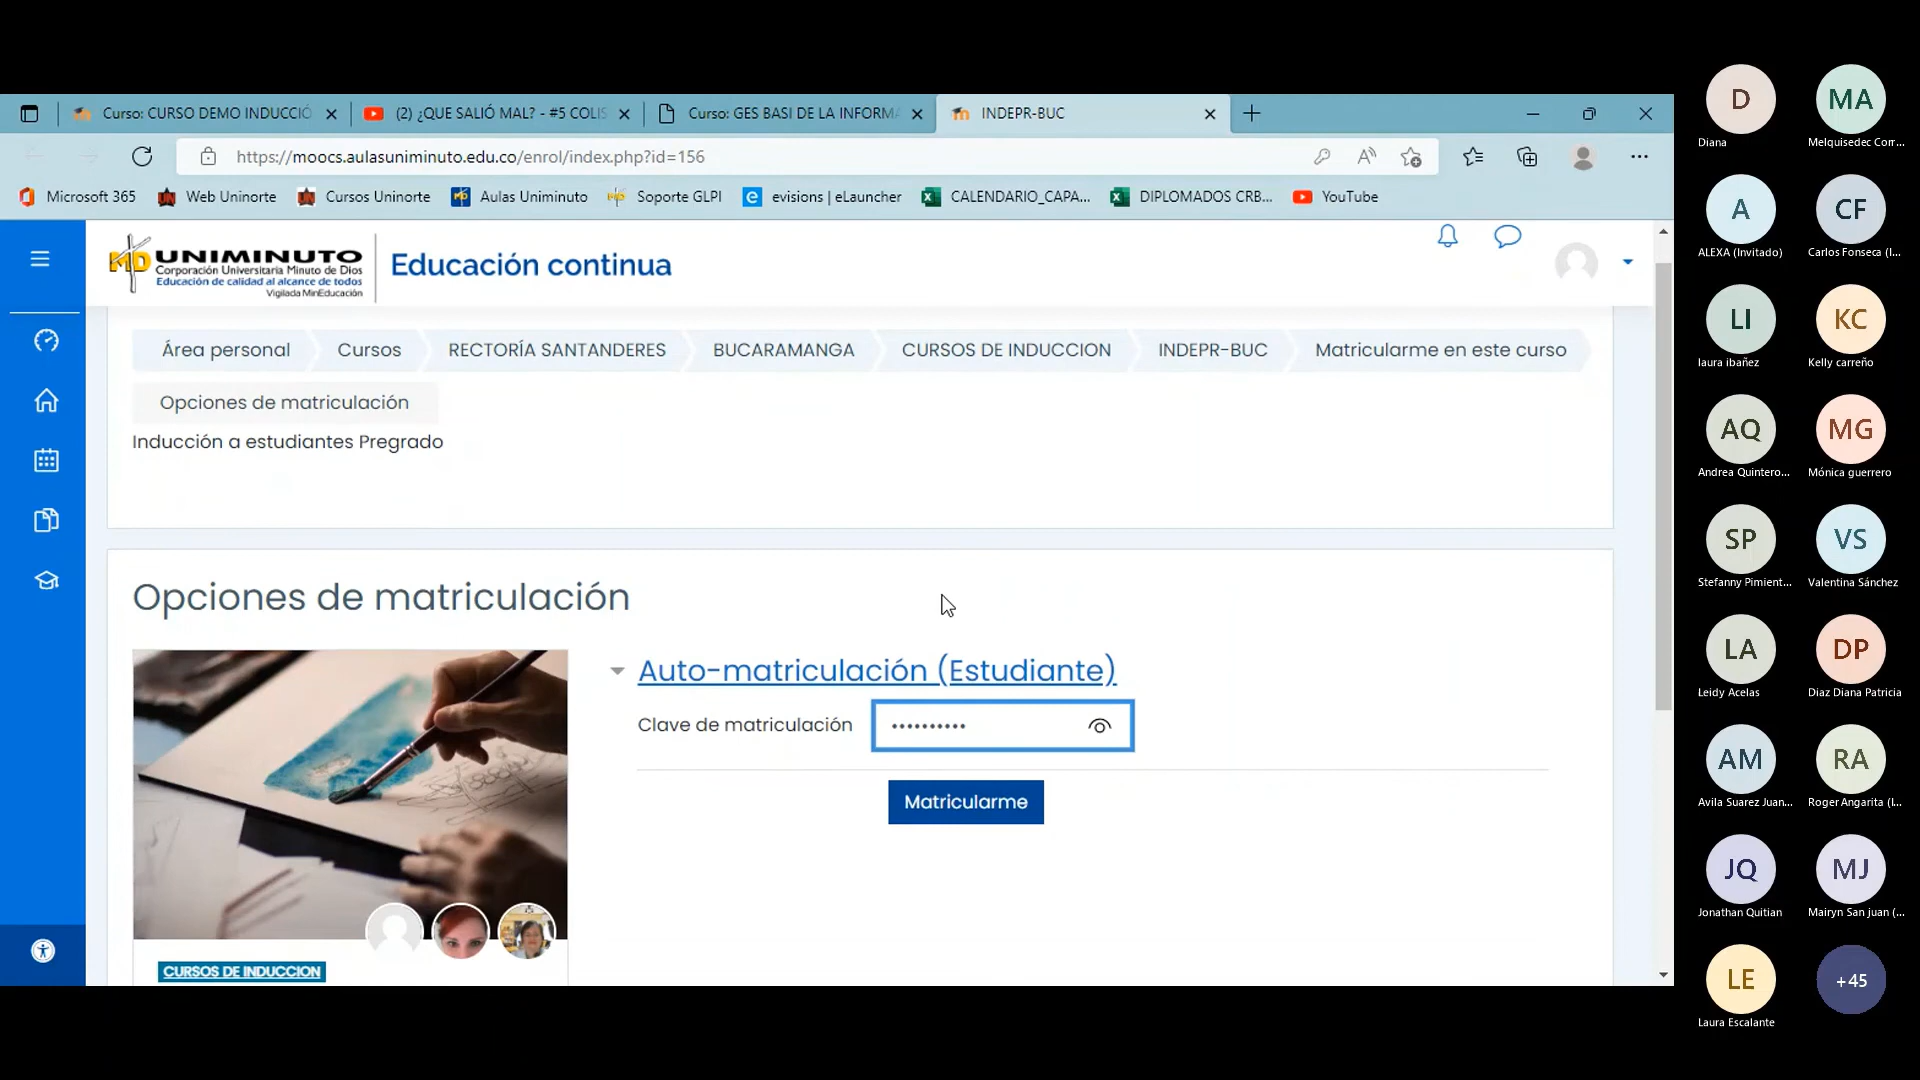 Curso: CURSO DEMO INDUCCIÓ
(2) ¿QUE SALIÓ MAL? - #5 COLIS
Curso: GES BASI DE LA INFORMA
INDEPR-BUC
https://moocs.aulasuniminuto.edu.co/enrol/index.php?id=156
Microsoft 365
Web Uninorte
Cursos Uninorte
Aulas Uniminuto
Soporte GLPI
evisions | eLauncher
CALENDARIO_CAPA...
DIPLOMADOS CRB...
YouTube
UNIMINUTO
Corporación Universitaria Minuto de Dios
Educación de calidad al alcance de todos
Vigilada MinEducación
Educación continua
Área personal
Cursos
RECTORÍA SANTANDERES
BUCARAMANGA
CURSOS DE INDUCCION
INDEPR-BUC
Matricularme en este curso
Opciones de matriculación
Inducción a estudiantes Pregrado
Opciones de matriculación
Auto-matriculación (Estudiante)
Clave de matriculación
••••••••••
Matricularme
CURSOS DE INDUCCION
D
Diana
MA
Melquisedec Corr...
A
ALEXA (Invitado)
CF
Carlos Fonseca (I...
LI
laura ibañez
KC
Kelly carreño
AQ
Andrea Quintero...
MG
Mónica guerrero
SP
Stefanny Pimient...
VS
Valentina Sánchez
LA
Leidy Acelas
DP
Diaz Diana Patricia
AM
Avila Suarez Juan...
RA
Roger Angarita (I...
JQ
Jonathan Quitian
MJ
Mairyn San juan (...
LE
Laura Escalante
+45